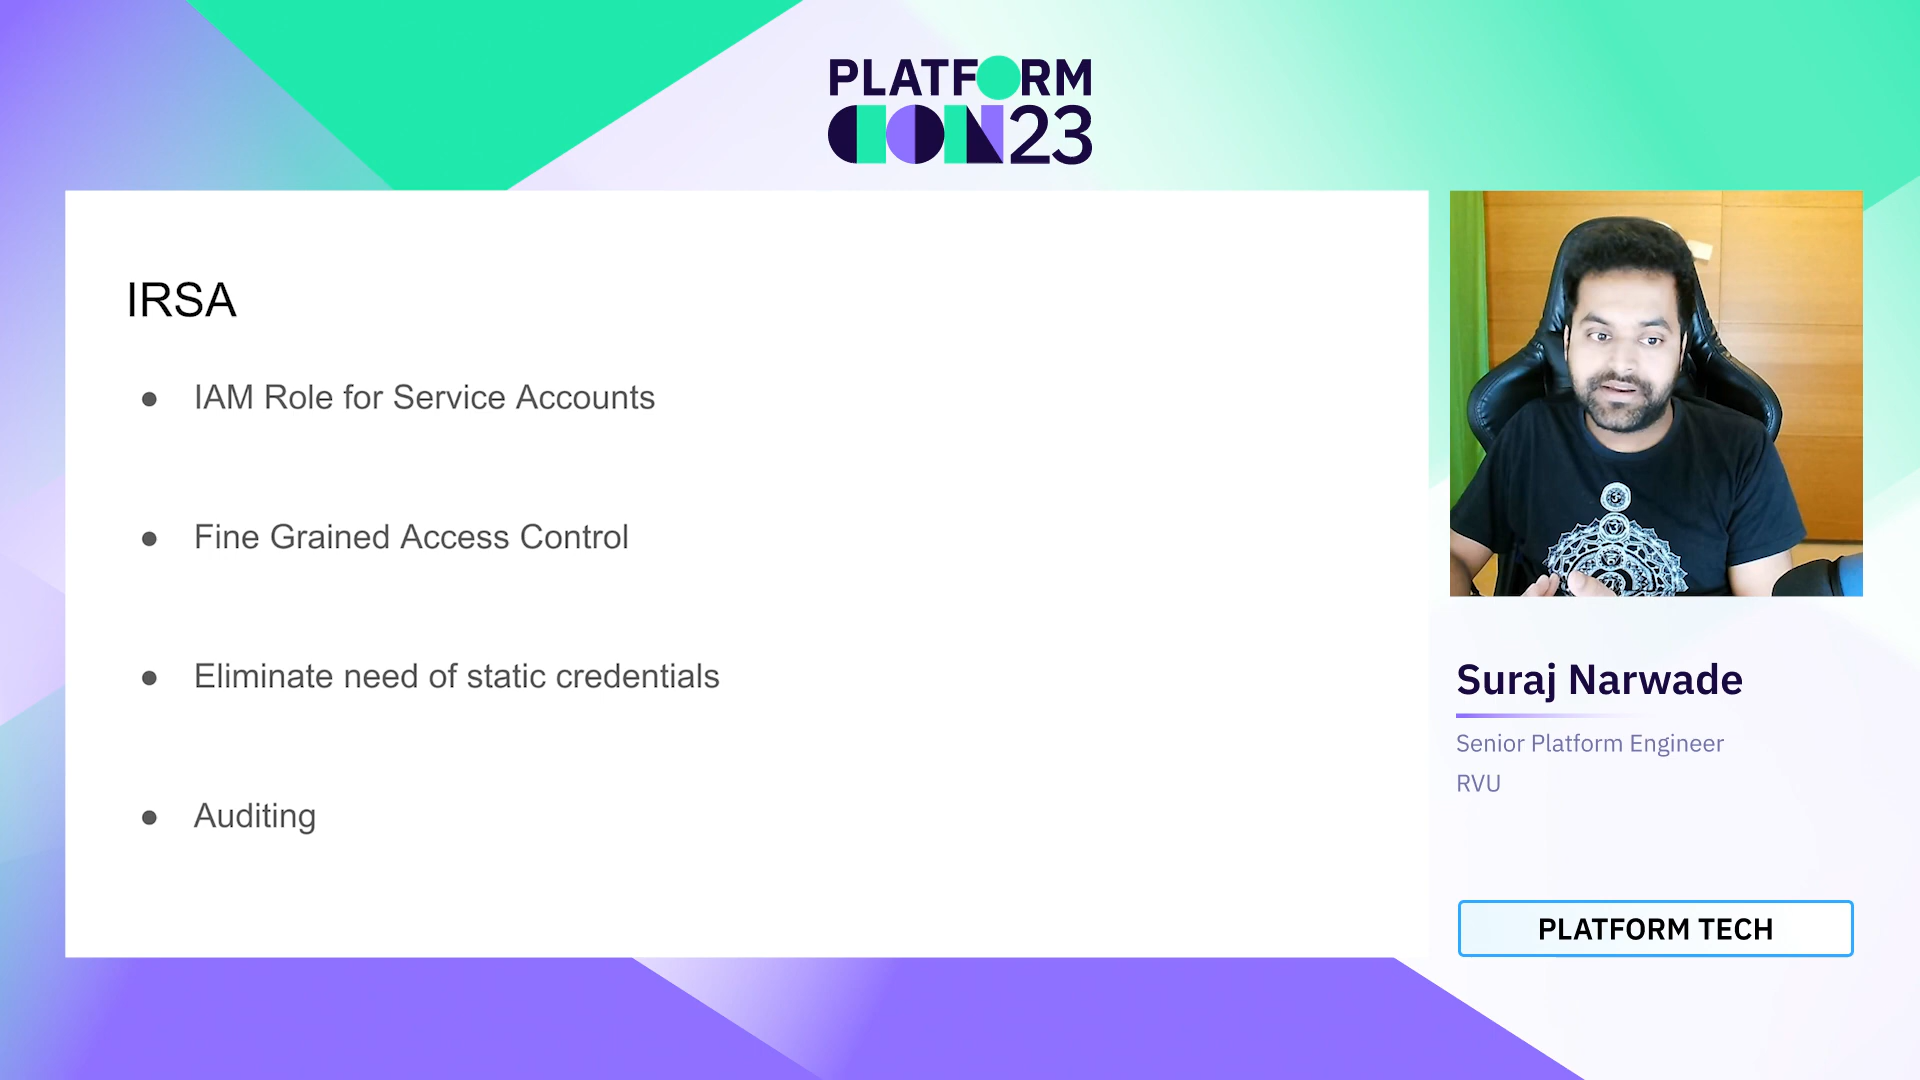 PLATFORM
CON23
IRSA
● IAM Role for Service Accounts
● Fine Grained Access Control
● Eliminate need of static credentials
● Auditing
Suraj Narwade
Senior Platform Engineer
RVU
PLATFORM TECH